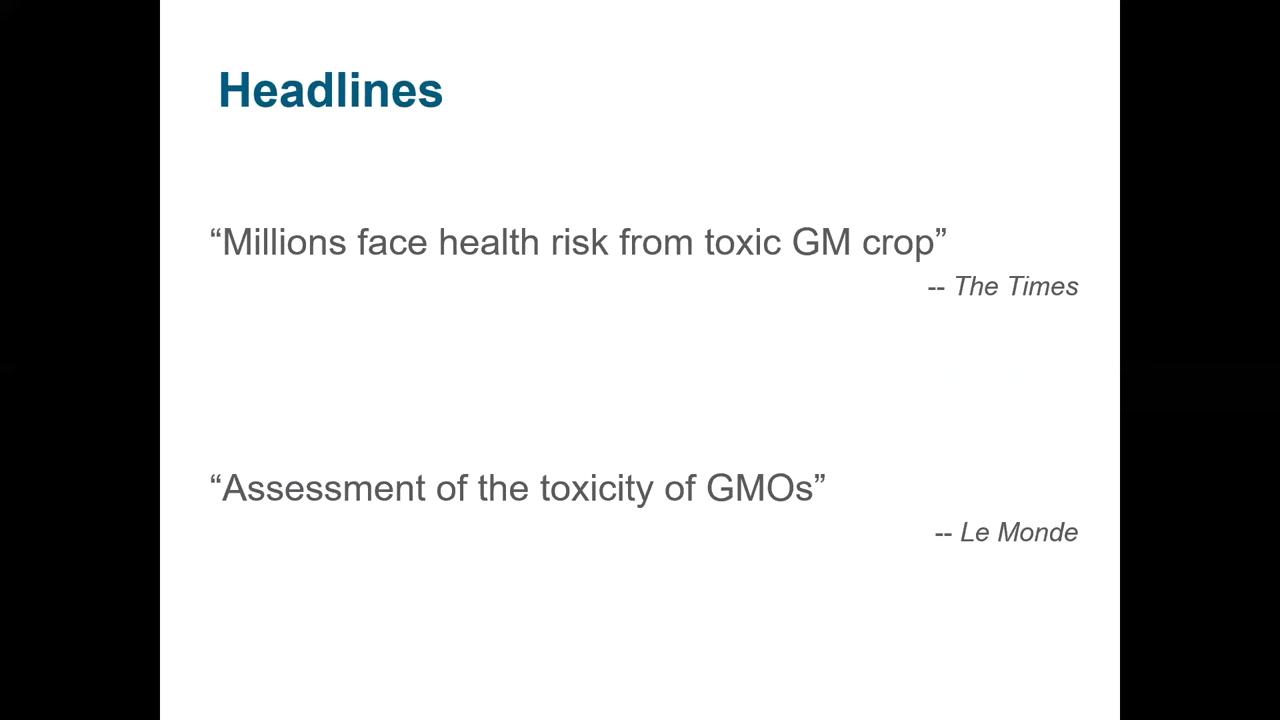 Headlines
“Millions face health risk from toxic GM crop”
-- The Times
“Assessment of the toxicity of GMOs”
-- Le Monde